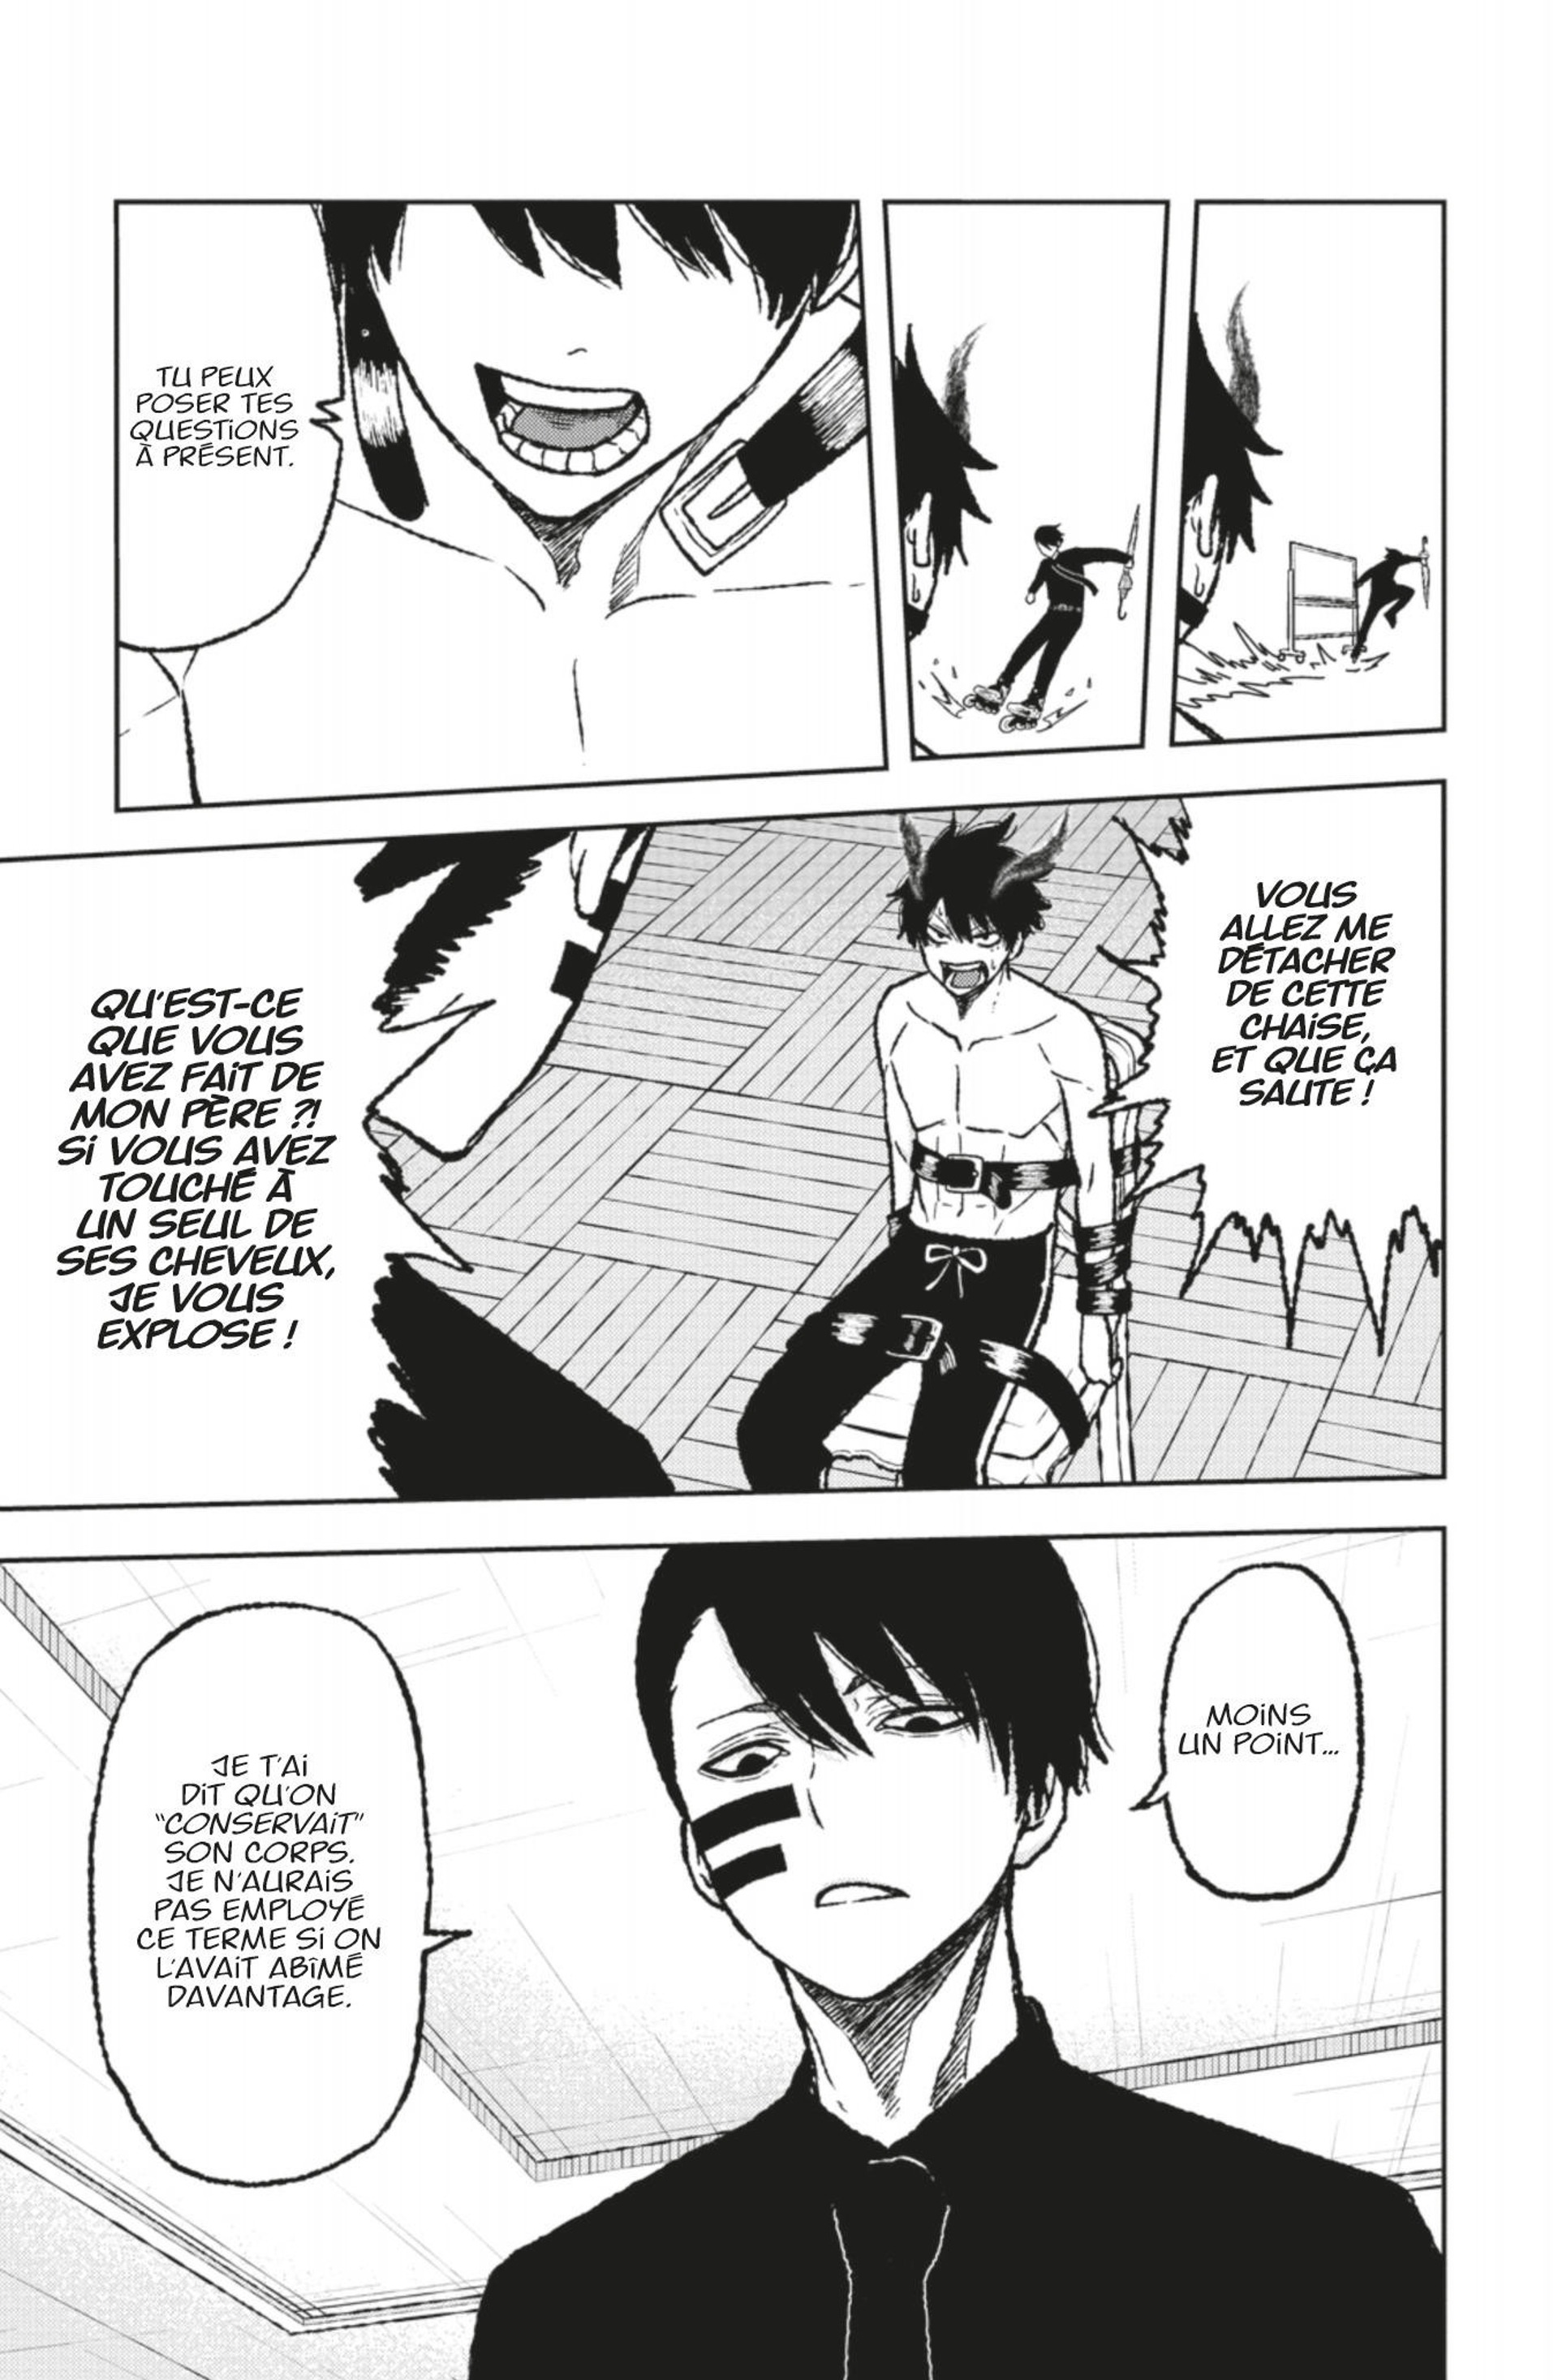 TU PEUX
POSER TES
QUESTIONS
À PRÉSENT.
VOUS
ALLEZ ME
DÉTACHER
DE CETTE
CHAISE,
ET QUE ÇA
SAUTE !
QU'EST-CE
QUE VOUS
AVEZ FAIT DE
MON PÈRE ?!
SI VOUS AVEZ
TOUCHÉ À
UN SEUL DE
SES CHEVEUX,
JE VOUS
EXPLOSE !
MOINS
UN POINT...
JE T'AI
DIT QU'ON
“CONSERVAIT”
SON CORPS.
JE N'AURAIS
PAS EMPLOYÉ
CE TERME SI ON
L'AVAIT ABÎMÉ
DAVANTAGE.